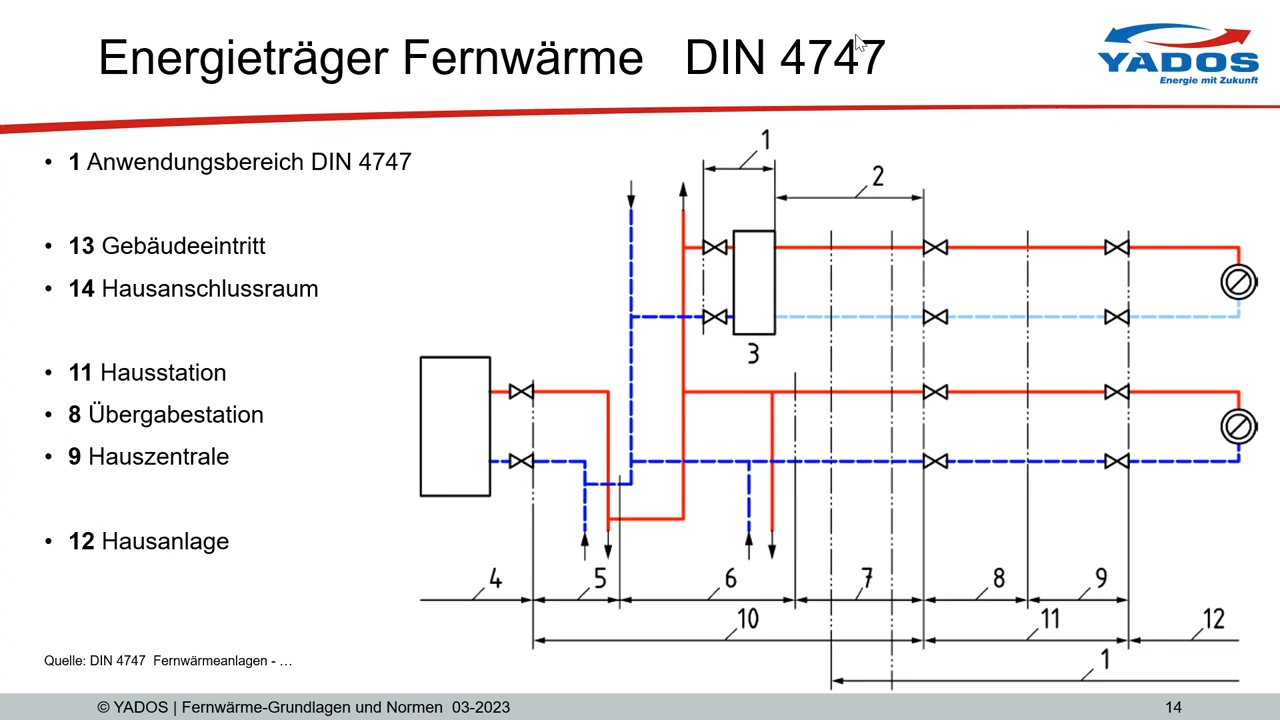 Energieträger Fernwärme DIN 4747
YADOS
Energie mit Zukunft
• 1 Anwendungsbereich DIN 4747
• 13 Gebäudeeintritt
• 14 Hausanschlussraum
• 11 Hausstation
• 8 Übergabestation
• 9 Hauszentrale
• 12 Hausanlage
1
2
3
4 5 6 7 8 9
10 11 12
1
Quelle: DIN 4747 Fernwärmeanlagen - …
© YADOS | Fernwärme-Grundlagen und Normen 03-2023
14